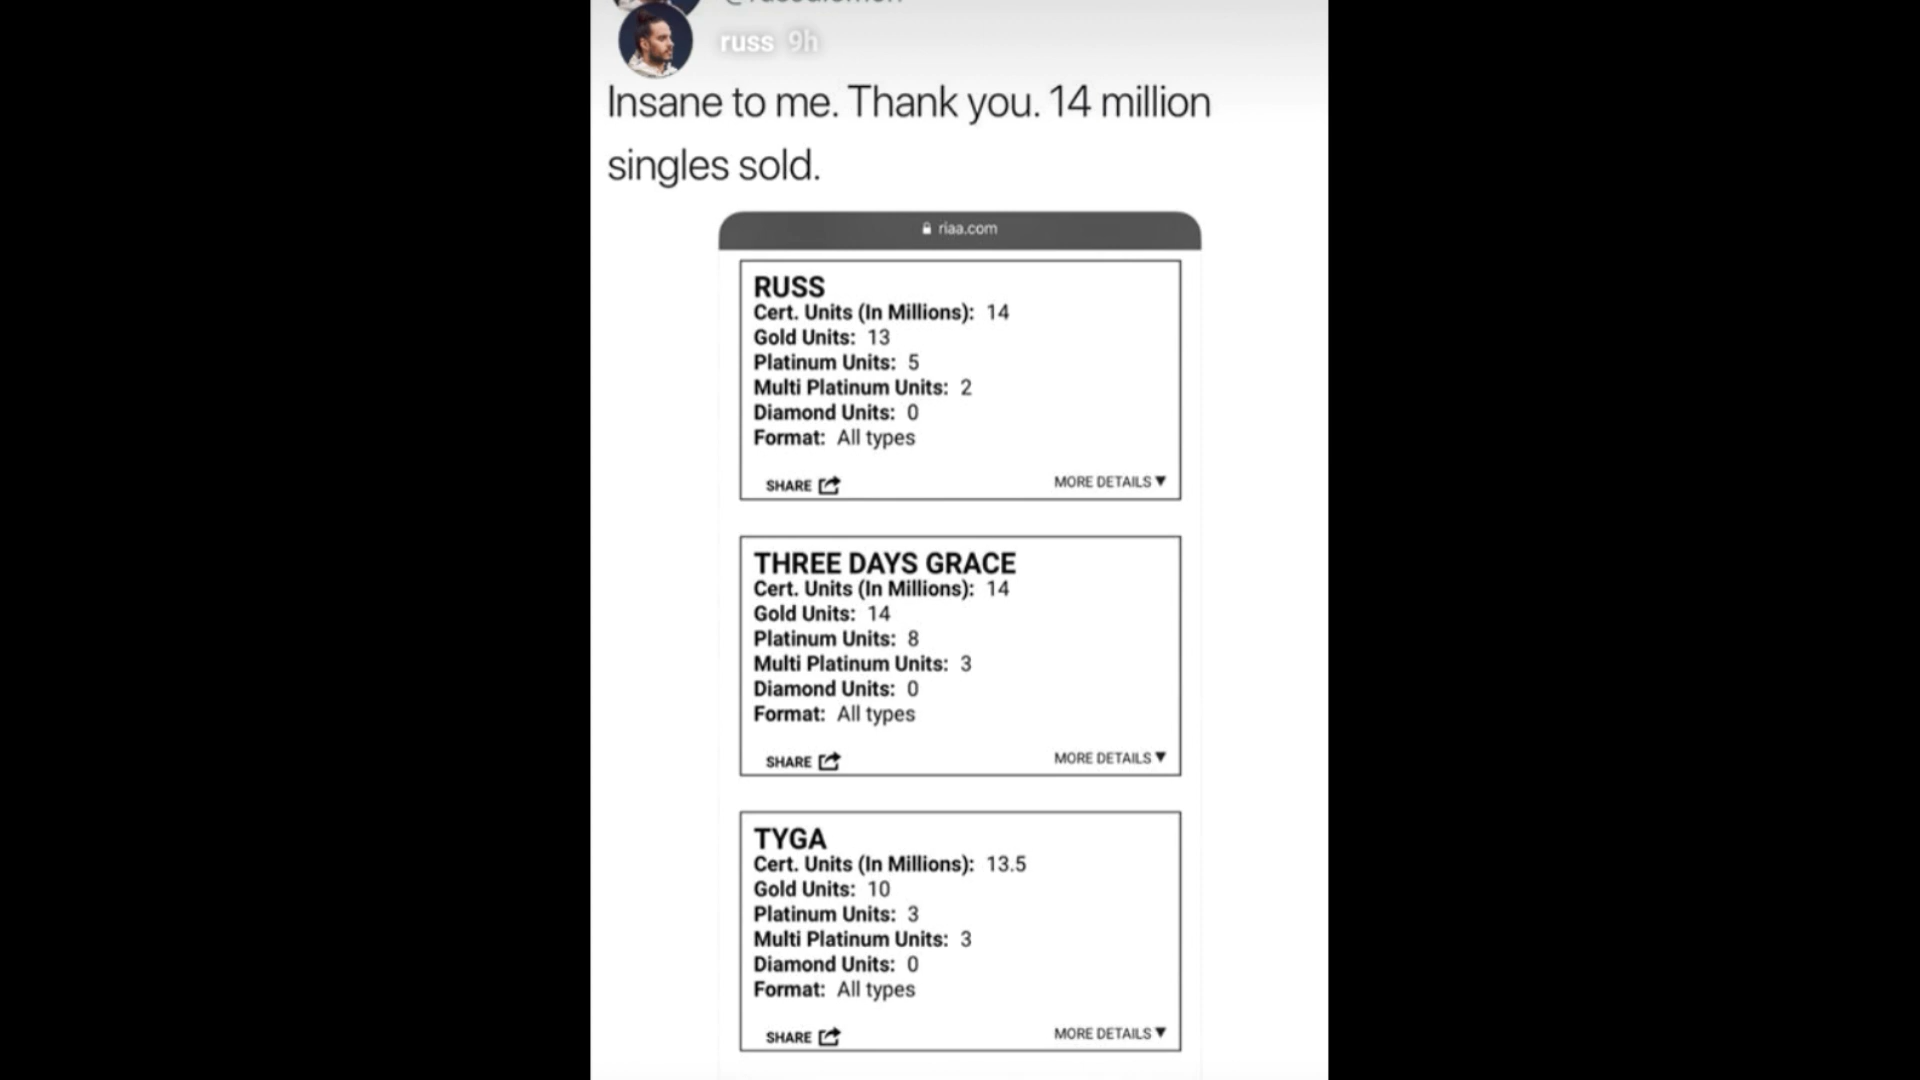 russ 9h
Insane to me. Thank you. 14 million
singles sold.
riaa.com
RUSS
Cert. Units (In Millions): 14
Gold Units: 13
Platinum Units: 5
Multi Platinum Units: 2
Diamond Units: 0
Format: All types
SHARE MORE DETAILS ▼
THREE DAYS GRACE
Cert. Units (In Millions): 14
Gold Units: 14
Platinum Units: 8
Multi Platinum Units: 3
Diamond Units: 0
Format: All types
SHARE MORE DETAILS ▼
TYGA
Cert. Units (In Millions): 13.5
Gold Units: 10
Platinum Units: 3
Multi Platinum Units: 3
Diamond Units: 0
Format: All types
SHARE MORE DETAILS ▼